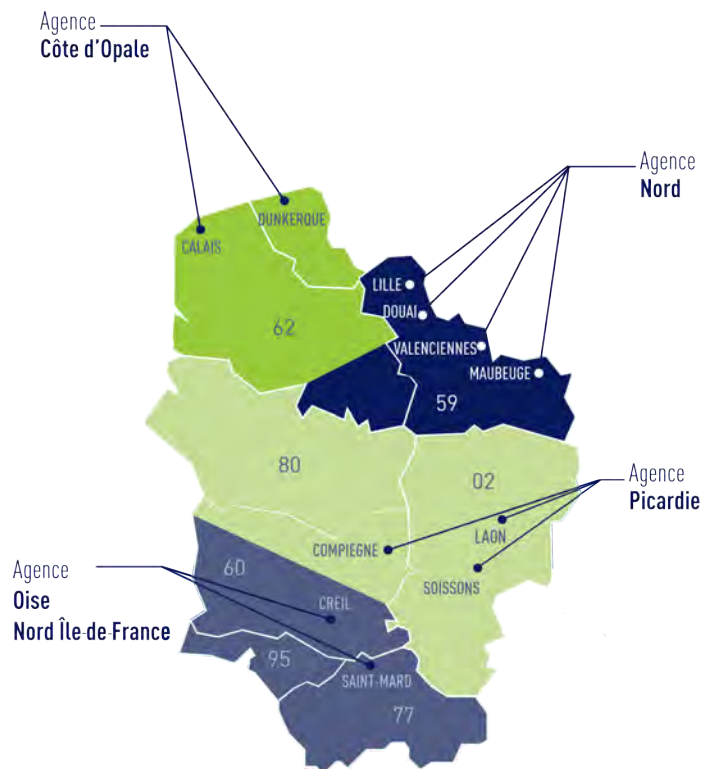 Agence
Côte d'Opale
Agence
Nord
DUNKERQUE
CALAIS
LILLE
DOUAI
62
VALENCIENNES
MAUBEUGE
59
80
02
Agence
Picardie
LAON
COMPIEGNE
SOISSONS
60
Agence
Oise
Nord Île-de-France
CREIL
95
SAINT-MARD
77